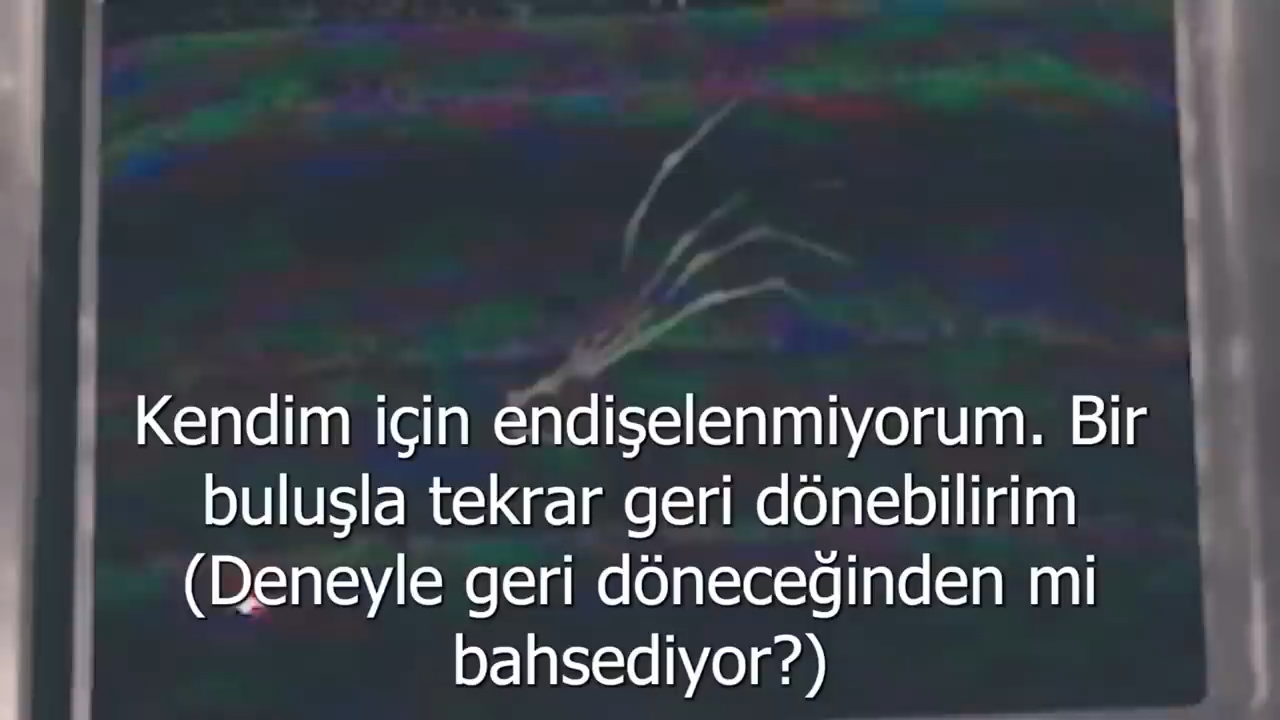 Kendim için endişelenmiyorum. Bir
buluşla tekrar geri dönebilirim
(Deneyle geri döneceğinden mi
bahsediyor?)